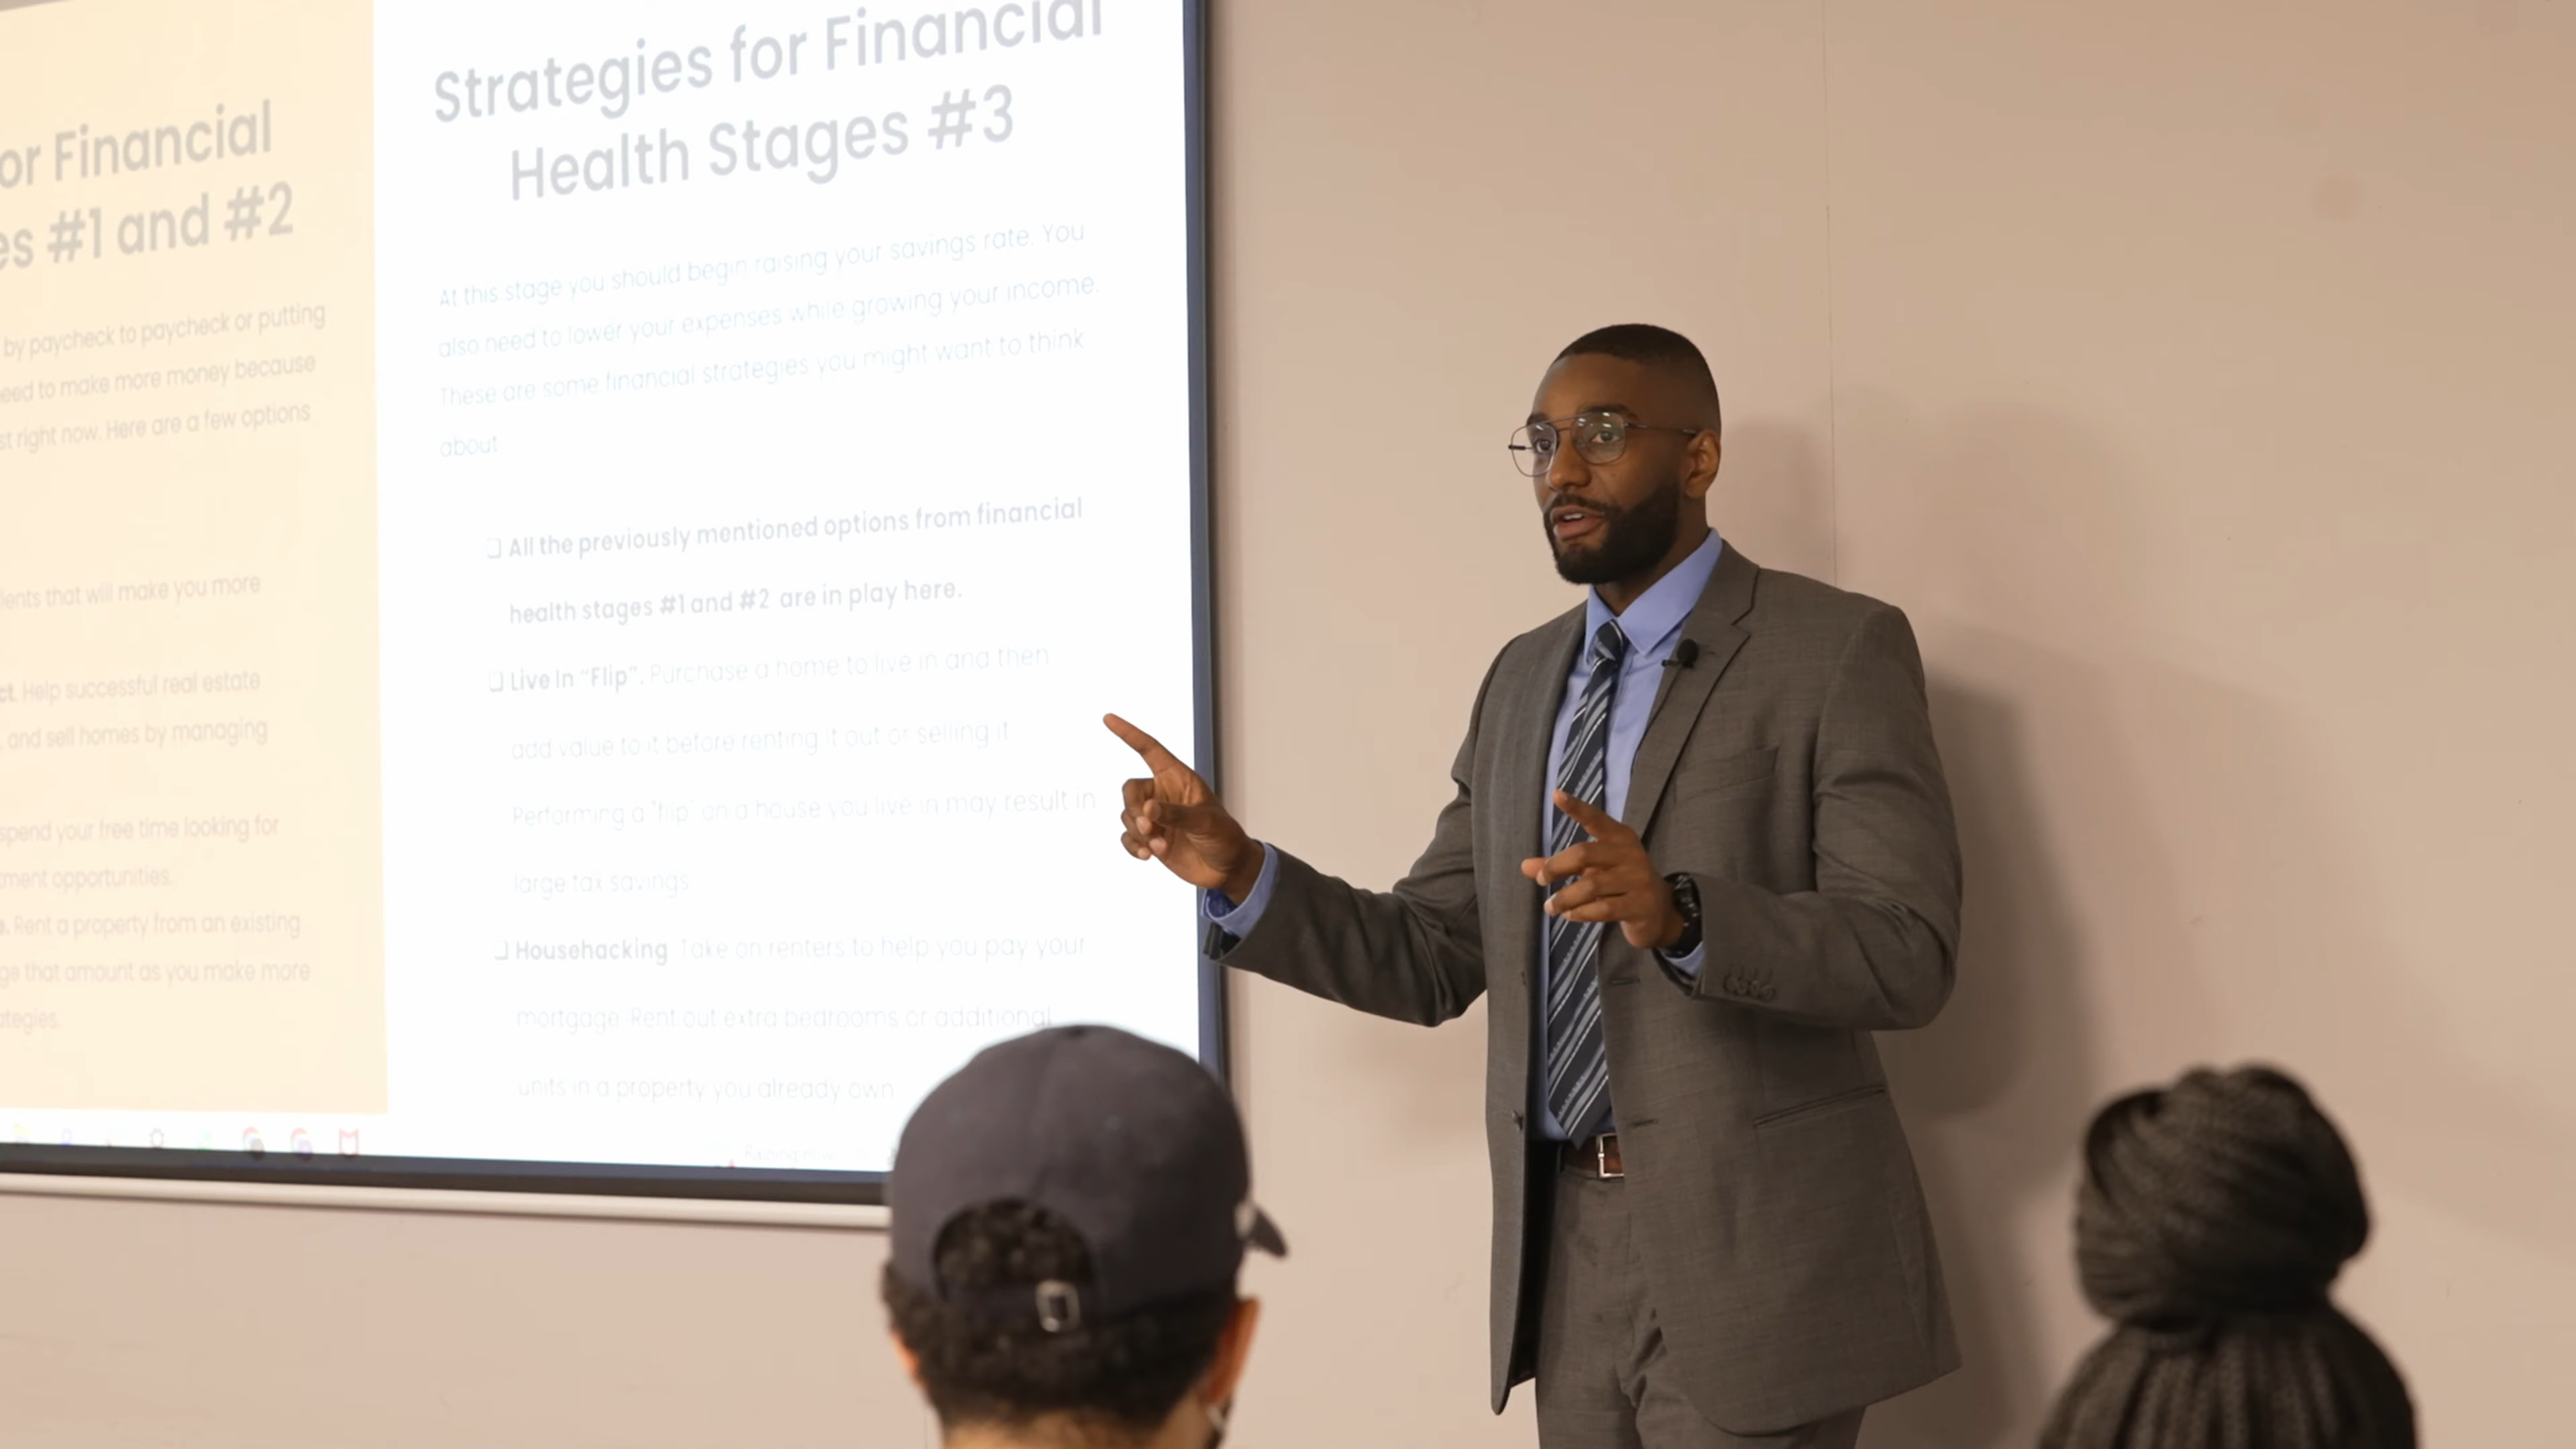 or Financial
es #1 and #2
by paycheck to paycheck or putting
eed to make more money because
st right now. Here are a few options
ients that will make you more
ct. Help successful real estate
, and sell homes by managing
spend your free time looking for
ment opportunities.
e. Rent a property from an existing
ge that amount as you make more
ategies.
Strategies for Financial
Health Stages #3
At this stage you should begin raising your savings rate. You
also need to lower your expenses while growing your income.
These are some financial strategies you might want to think
about
❏ All the previously mentioned options from financial
health stages #1 and #2 are in play here.
❏ Live In “Flip”. Purchase a home to live in and then
add value to it before renting it out or selling it
Performing a "flip" on a house you live in may result in
large tax savings
❏ Househacking Take on renters to help you pay your
mortgage Rent out extra bedrooms or additional
units in a property you already own